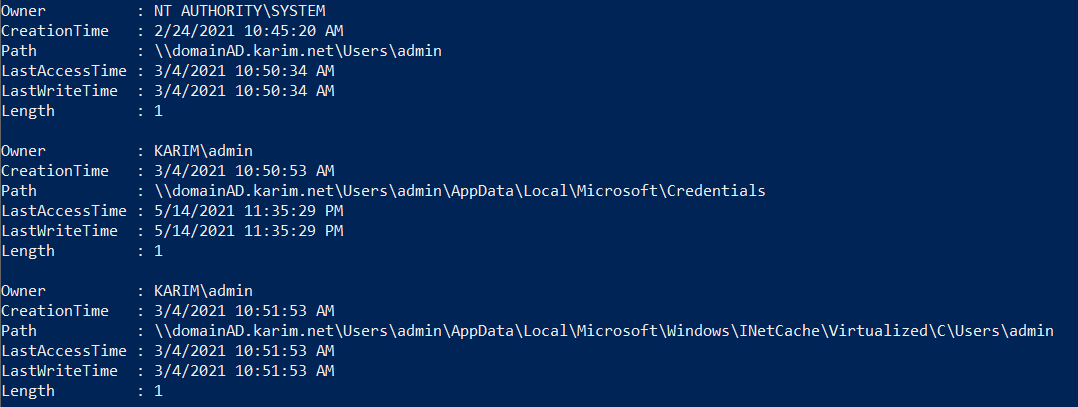 Owner          : NT AUTHORITY\SYSTEM
CreationTime   : 2/24/2021 10:45:20 AM
Path           : \\domainAD.karim.net\Users\admin
LastAccessTime : 3/4/2021 10:50:34 AM
LastWriteTime  : 3/4/2021 10:50:34 AM
Length         : 1

Owner          : KARIM\admin
CreationTime   : 3/4/2021 10:50:53 AM
Path           : \\domainAD.karim.net\Users\admin\AppData\Local\Microsoft\Credentials
LastAccessTime : 5/14/2021 11:35:29 PM
LastWriteTime  : 5/14/2021 11:35:29 PM
Length         : 1

Owner          : KARIM\admin
CreationTime   : 3/4/2021 10:51:53 AM
Path           : \\domainAD.karim.net\Users\admin\AppData\Local\Microsoft\Windows\INetCache\Virtualized\C\Users\admin
LastAccessTime : 3/4/2021 10:51:53 AM
LastWriteTime  : 3/4/2021 10:51:53 AM
Length         : 1